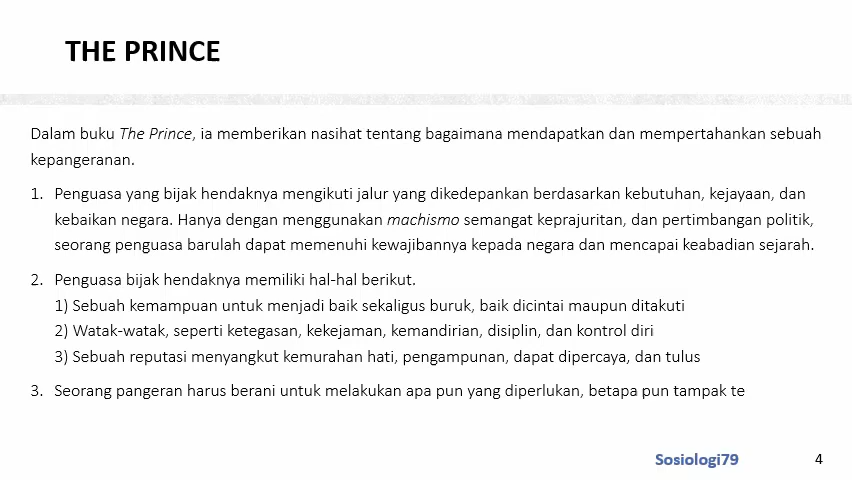 THE PRINCE
Dalam buku The Prince, ia memberikan nasihat tentang bagaimana mendapatkan dan mempertahankan sebuah
kepangeranan.
1. Penguasa yang bijak hendaknya mengikuti jalur yang dikedepankan berdasarkan kebutuhan, kejayaan, dan
kebaikan negara. Hanya dengan menggunakan machismo semangat keprajuritan, dan pertimbangan politik,
seorang penguasa barulah dapat memenuhi kewajibannya kepada negara dan mencapai keabadian sejarah.
2. Penguasa bijak hendaknya memiliki hal-hal berikut.
1) Sebuah kemampuan untuk menjadi baik sekaligus buruk, baik dicintai maupun ditakuti
2) Watak-watak, seperti ketegasan, kekejaman, kemandirian, disiplin, dan kontrol diri
3) Sebuah reputasi menyangkut kemurahan hati, pengampunan, dapat dipercaya, dan tulus
3. Seorang pangeran harus berani untuk melakukan apa pun yang diperlukan, betapa pun tampak te
Sosiologi79 4